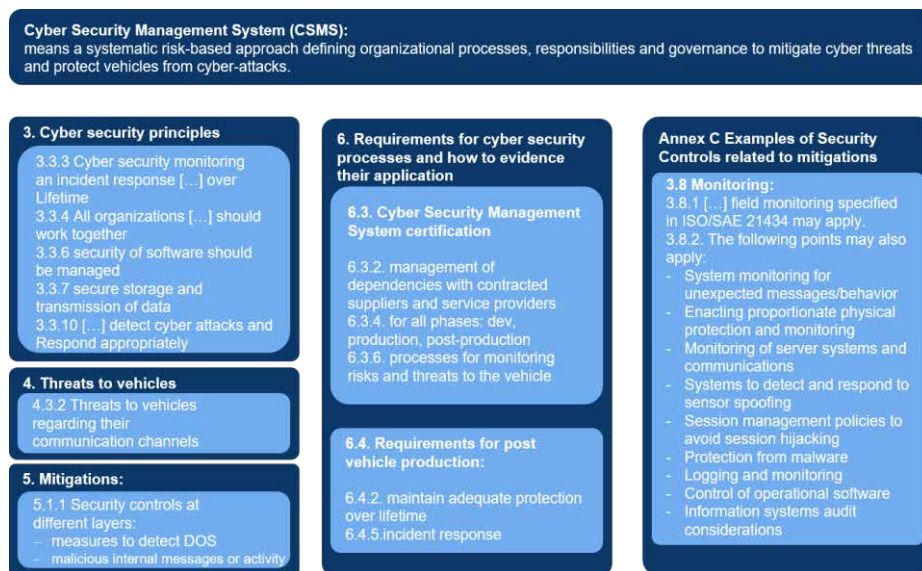 Cyber Security Management System (CSMS):
means a systematic risk-based approach defining organizational processes, responsibilities and governance to mitigate cyber threats
and protect vehicles from cyber-attacks.
3. Cyber security principles
3.3.3 Cyber security monitoring
an incident response [...] over
Lifetime
3.3.4 All organizations [...] should
work together
3.3.6 security of software should
be managed
3.3.7 secure storage and
transmission of data
3.3.10 [...] detect cyber attacks and
Respond appropriately
4. Threats to vehicles
4.3.2 Threats to vehicles
regarding their
communication channels
5. Mitigations:
5.1.1 Security controls at
different layers:
– measures to detect DOS
– malicious internal messages or activity
6. Requirements for cyber security
processes and how to evidence
their application
6.3. Cyber Security Management
System certification
6.3.2. management of
dependencies with contracted
suppliers and service providers
6.3.4. for all phases: dev,
production, post-production
6.3.6. processes for monitoring
risks and threats to the vehicle
6.4. Requirements for post
vehicle production:
6.4.2. maintain adequate protection
over lifetime
6.4.5.incident response
Annex C Examples of Security
Controls related to mitigations
3.8 Monitoring:
3.8.1 [...] field monitoring specified
in ISO/SAE 21434 may apply.
3.8.2. The following points may also
apply:
- System monitoring for
unexpected messages/behavior
- Enacting proportionate physical
protection and monitoring
- Monitoring of server systems and
communications
- Systems to detect and respond to
sensor spoofing
- Session management policies to
avoid session hijacking
- Protection from malware
- Logging and monitoring
- Control of operational software
- Information systems audit
considerations